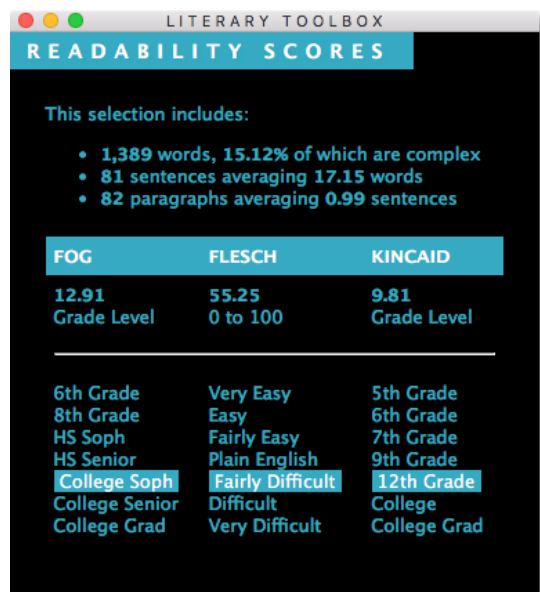 LITERARY TOOLBOX
READABILITY SCORES
This selection includes:
• 1,389 words, 15.12% of which are complex
• 81 sentences averaging 17.15 words
• 82 paragraphs averaging 0.99 sentences
FOG FLESCH KINCAID
12.91 55.25 9.81
Grade Level 0 to 100 Grade Level
6th Grade Very Easy 5th Grade
8th Grade Easy 6th Grade
HS Soph Fairly Easy 7th Grade
HS Senior Plain English 9th Grade
College Soph Fairly Difficult 12th Grade
College Senior Difficult College
College Grad Very Difficult College Grad